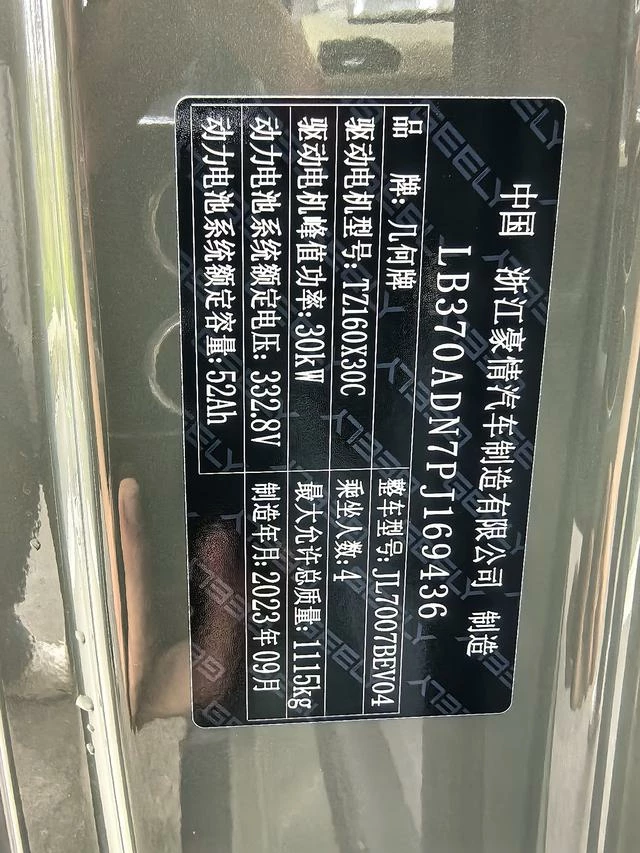 中国 浙江豪情汽车制造有限公司 制造
LB370ADN7PJ169436
品 牌: 几何牌 整车型号: JL7007BEV04
驱动电机型号: TZ160X30C 乘坐人数: 4
驱动电机峰值功率: 30kW 最大允许总质量: 1115kg
动力电池系统额定电压: 332.8V 制造年月: 2023年09月
动力电池系统额定容量: 52Ah
GEELY